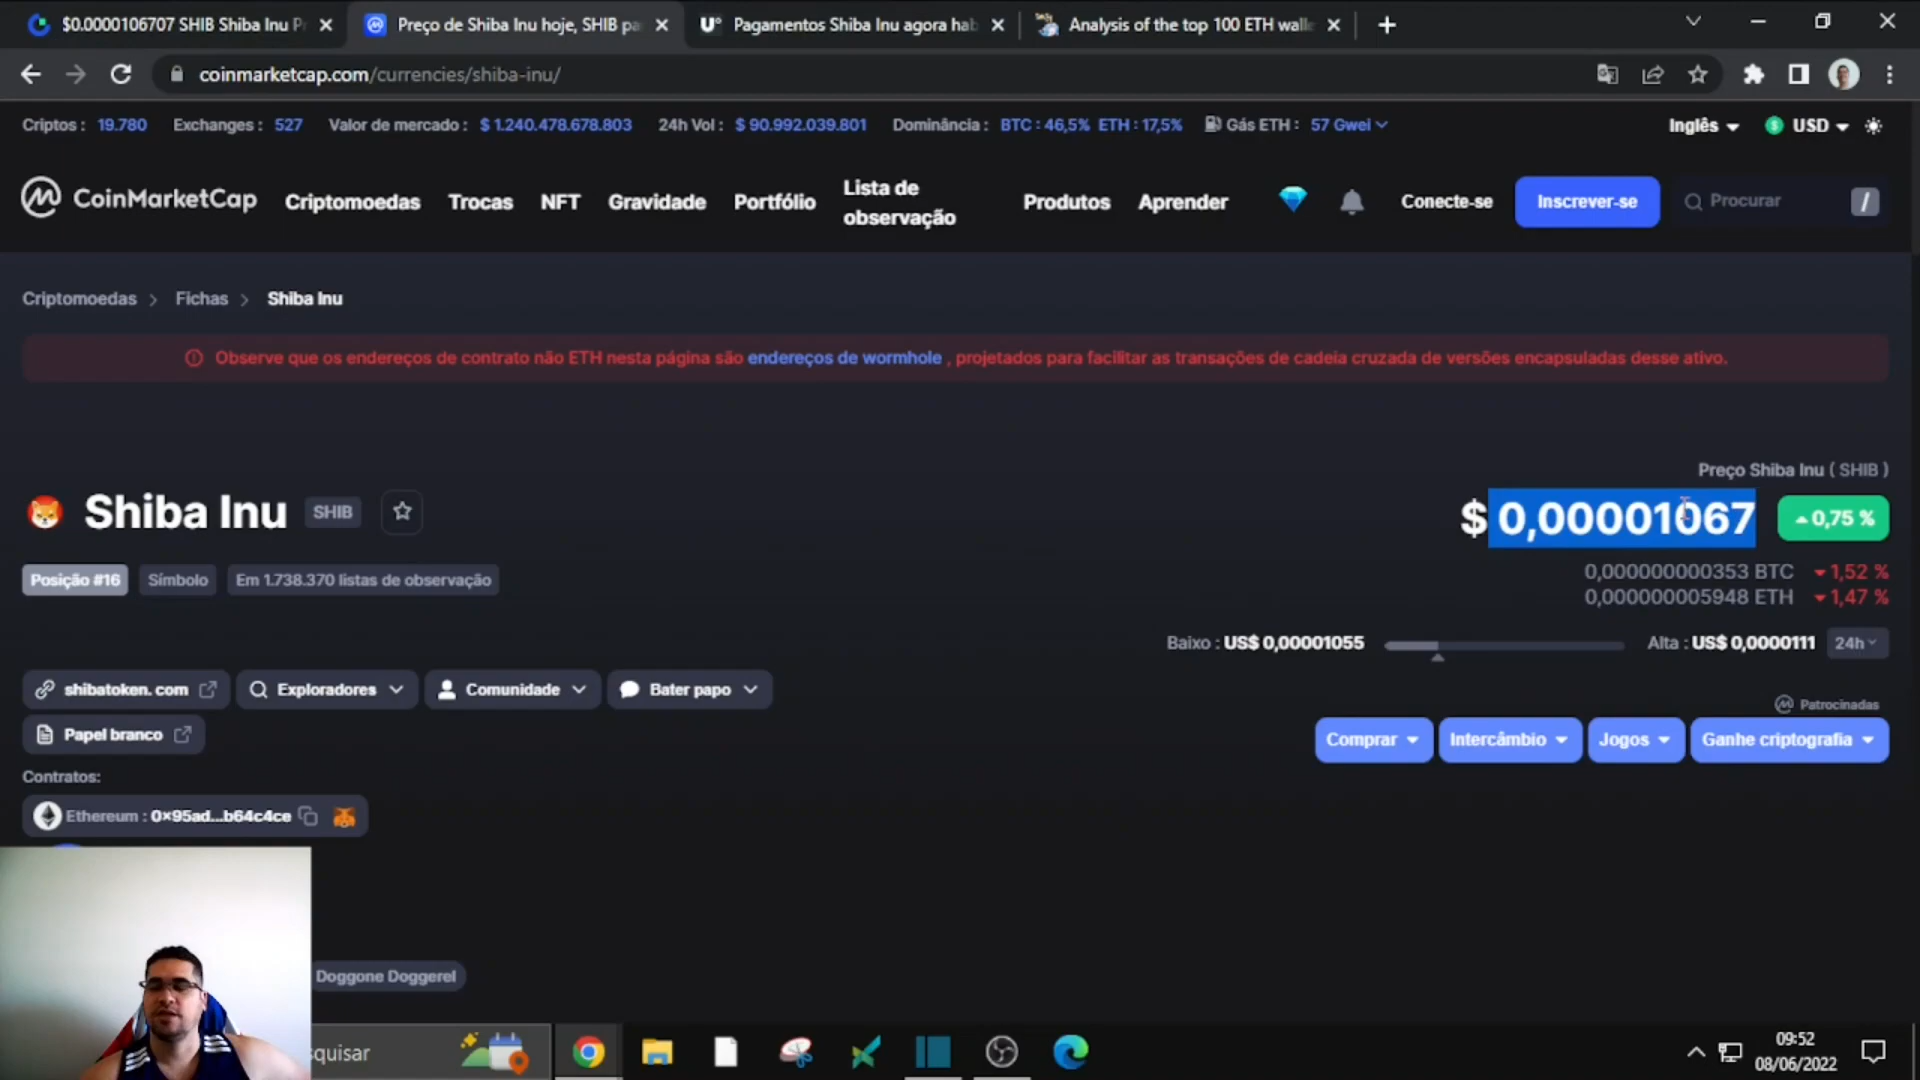 $0.0000106707 SHIB Shiba Inu P
Preço de Shiba Inu hoje, SHIB pa
U° Pagamentos Shiba Inu agora hab
Analysis of the top 100 ETH walle
coinmarketcap.com/currencies/shiba-inu/
Criptos : 19.780 Exchanges : 527 Valor de mercado : $ 1.240.478.678.803 24h Vol : $ 90.992.039.801 Dominância : BTC : 46,5% ETH : 17,5% Gás ETH : 57 Gwei
Inglês USD
CoinMarketCap Criptomoedas Trocas NFT Gravidade Portfólio
Lista de
observação
Produtos Aprender Conecte-se Inscrever-se Procurar /
Criptomoedas > Fichas > Shiba Inu
Observe que os endereços de contrato não ETH nesta página são endereços de wormhole , projetados para facilitar as transações de cadeia cruzada de versões encapsuladas desse ativo.
Preço Shiba Inu ( SHIB )
Shiba Inu SHIB
$ 0,00001067 0,75 %
Posição #16 Símbolo Em 1.738.370 listas de observação
0,000000000353 BTC 1,52 %
0,000000005948 ETH 1,47 %
Baixo : US$ 0,00001055 Alta : US$ 0,0000111 24h
shibatoken. com Exploradores Comunidade Bater papo
Patrocinadas
Papel branco
Comprar Intercâmbio Jogos Ganhe criptografia
Contratos:
Ethereum : 0x95ad...b64c4ce
Doggone Doggerel
squisar
09:52
08/06/2022